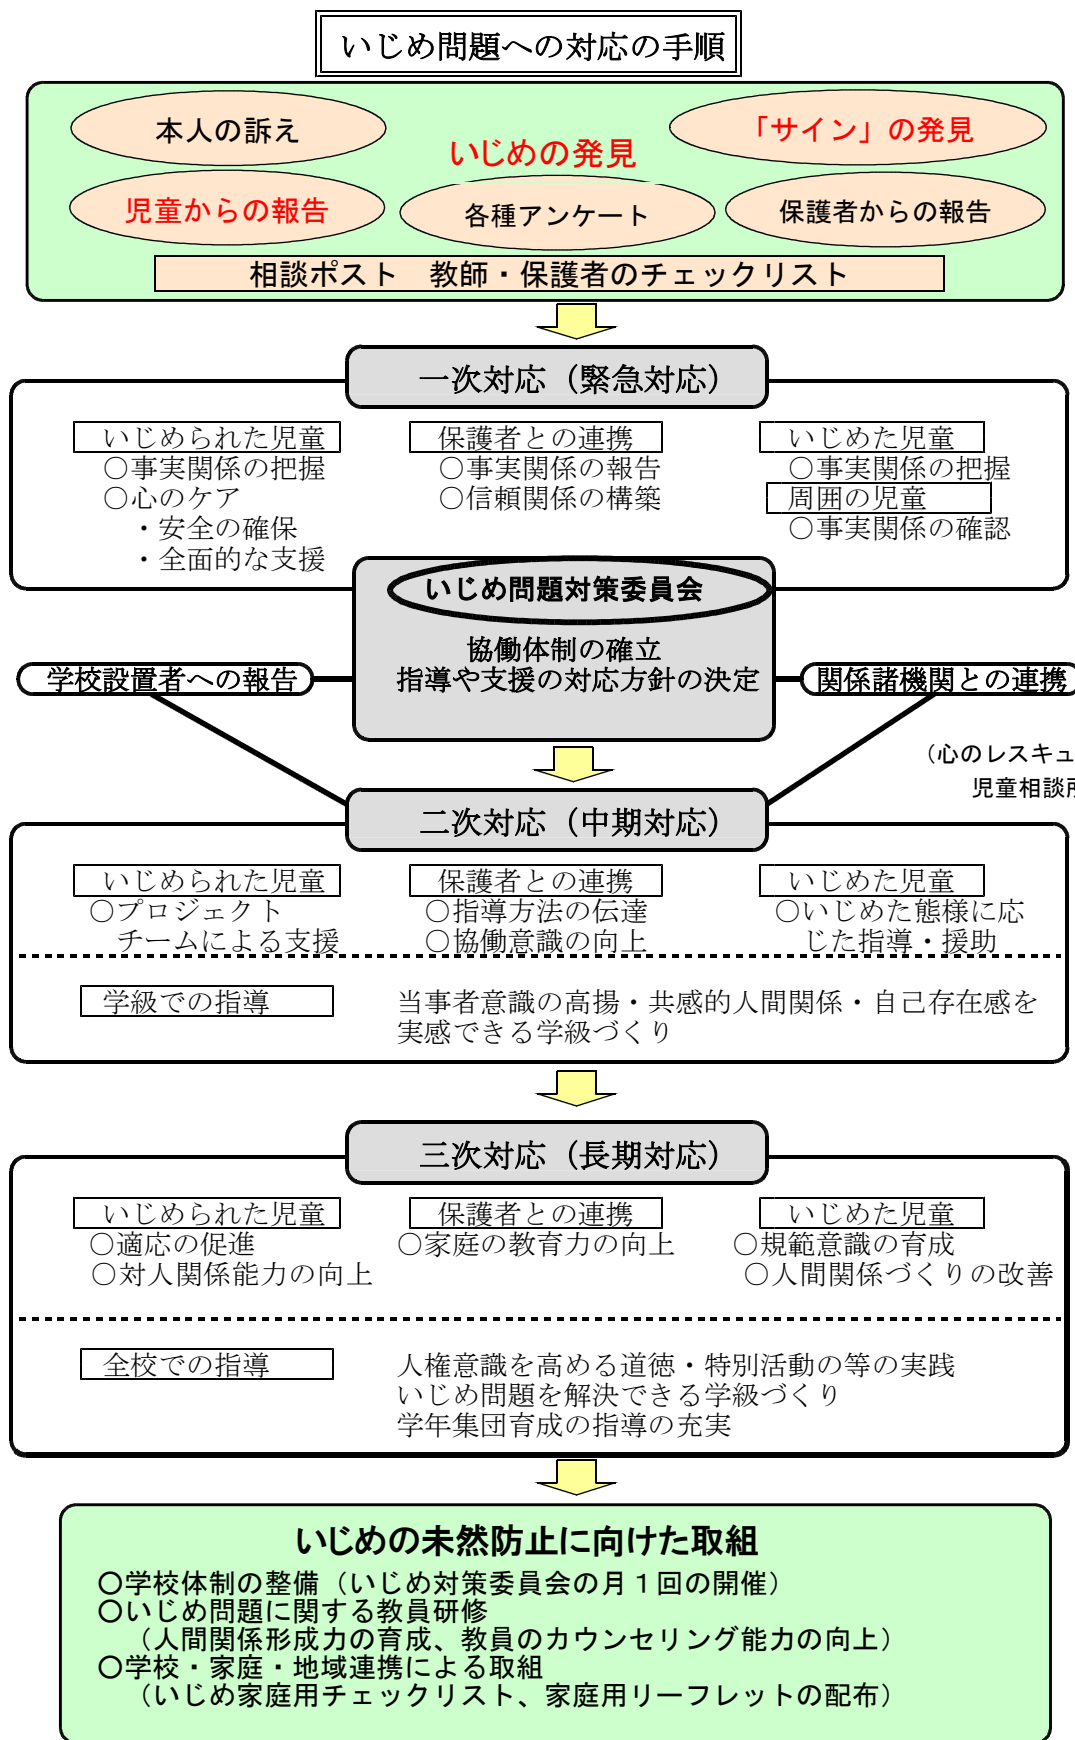 いじめ問題への対応の手順
本人の訴え
「サイン」の発見
いじめの発見
児童からの報告
各種アンケート
保護者からの報告
相談ポスト　教師・保護者のチェックリスト
一次対応（緊急対応）
いじめられた児童
○事実関係の把握
○心のケア
・安全の確保
・全面的な支援
保護者との連携
○事実関係の報告
○信頼関係の構築
いじめた児童
○事実関係の把握
周囲の児童
○事実関係の確認
いじめ問題対策委員会
協働体制の確立
指導や支援の対応方針の決定
学校設置者への報告
関係諸機関との連携
（心のレスキュ
児童相談所
二次対応（中期対応）
いじめられた児童
○プロジェクト
チームによる支援
保護者との連携
○指導方法の伝達
○協働意識の向上
いじめた児童
○いじめた態様に応
じた指導・援助
学級での指導
当事者意識の高揚・共感的人間関係・自己存在感を
実感できる学級づくり
三次対応（長期対応）
いじめられた児童
○適応の促進
○対人関係能力の向上
保護者との連携
○家庭の教育力の向上
いじめた児童
○規範意識の育成
○人間関係づくりの改善
全校での指導
人権意識を高める道徳・特別活動の等の実践
いじめ問題を解決できる学級づくり
学年集団育成の指導の充実
いじめの未然防止に向けた取組
○学校体制の整備（いじめ対策委員会の月１回の開催）
○いじめ問題に関する教員研修
（人間関係形成力の育成、教員のカウンセリング能力の向上）
○学校・家庭・地域連携による取組
（いじめ家庭用チェックリスト、家庭用リーフレットの配布）